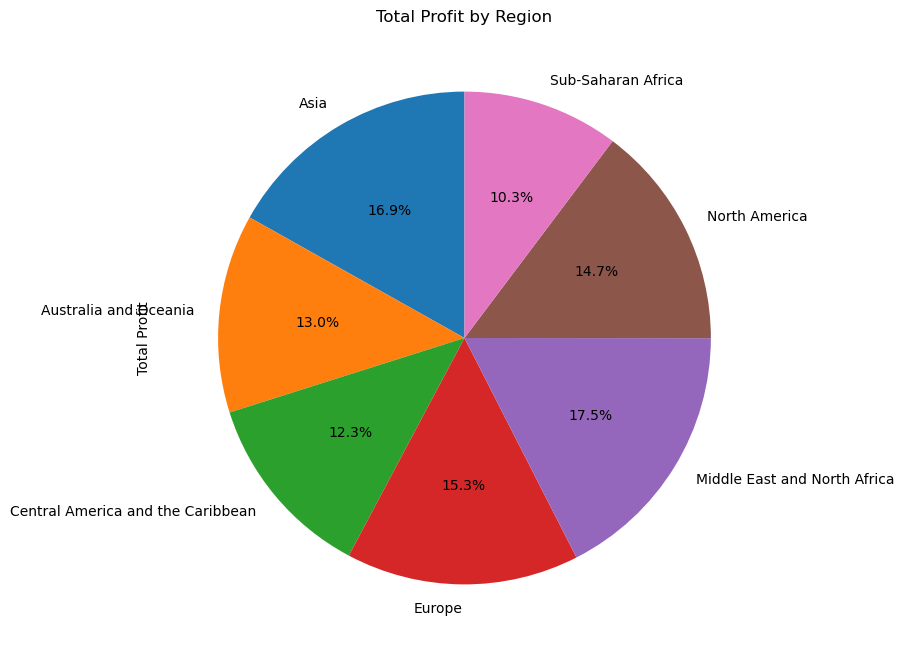 Total Profit by Region
Sub-Saharan Africa
Asia
16.9%
10.3%
North America
14.7%
Australia and Oceania
13.0%
Total Profit
17.5%
12.3%
Middle East and North Africa
15.3%
Central America and the Caribbean
Europe